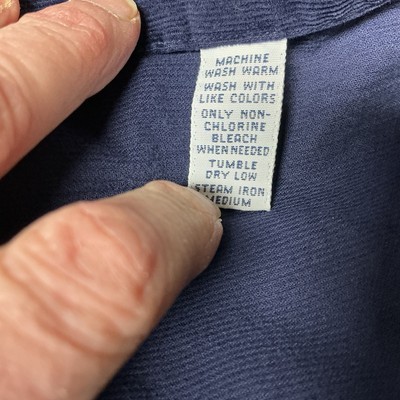 MACHINE
WASH WARM
WASH WITH
LIKE COLORS
ONLY NON-
CHLORINE
BLEACH
WHEN NEEDED
TUMBLE
DRY LOW
STEAM IRON
MEDIUM